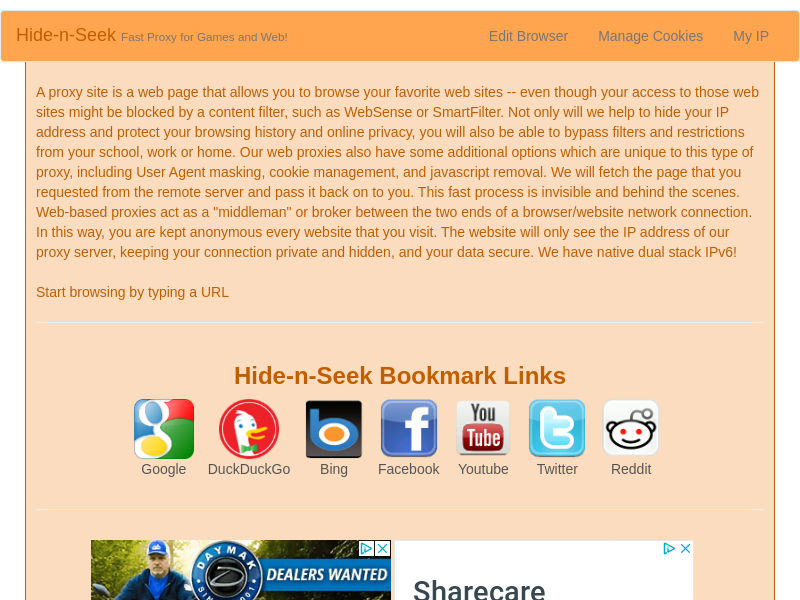 Hide-n-Seek Fast Proxy for Games and Web!
Edit Browser
Manage Cookies
My IP
A proxy site is a web page that allows you to browse your favorite web sites -- even though your access to those web
sites might be blocked by a content filter, such as WebSense or SmartFilter. Not only will we help to hide your IP
address and protect your browsing history and online privacy, you will also be able to bypass filters and restrictions
from your school, work or home. Our web proxies also have some additional options which are unique to this type of
proxy, including User Agent masking, cookie management, and javascript removal. We will fetch the page that you
requested from the remote server and pass it back on to you. This fast process is invisible and behind the scenes.
Web-based proxies act as a "middleman" or broker between the two ends of a browser/website network connection.
In this way, you are kept anonymous every website that you visit. The website will only see the IP address of our
proxy server, keeping your connection private and hidden, and your data secure. We have native dual stack IPv6!
Start browsing by typing a URL
Hide-n-Seek Bookmark Links
You
Tube
Google
DuckDuckGo
Bing
Facebook
Youtube
Twitter
Reddit
DAYMAK
DEALERS WANTED
Sharecare